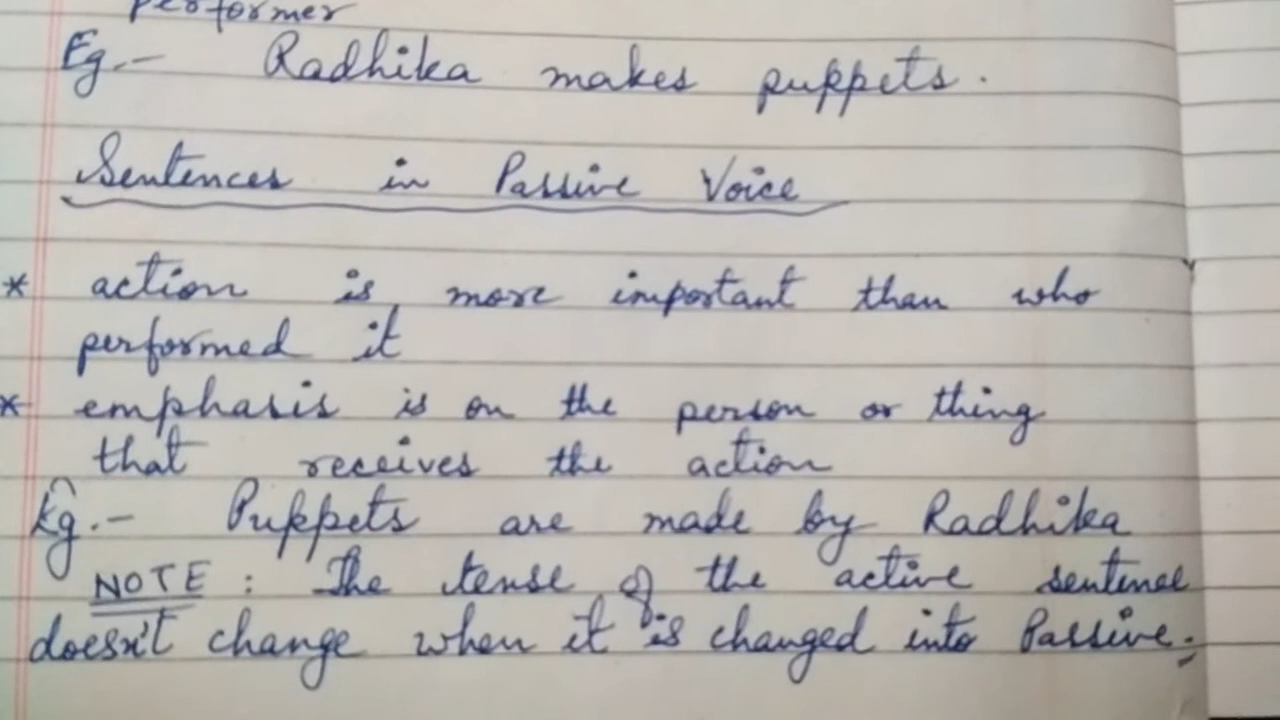 performer
Eg.- Radhika makes puppets.
Sentences in Passive Voice
* action is more important than who
performed it
* emphasis is on the person or thing
that receives the action
Eg.- Puppets are made by Radhika
NOTE : The tense of the active sentence
doesn't change when it is changed into Passive.